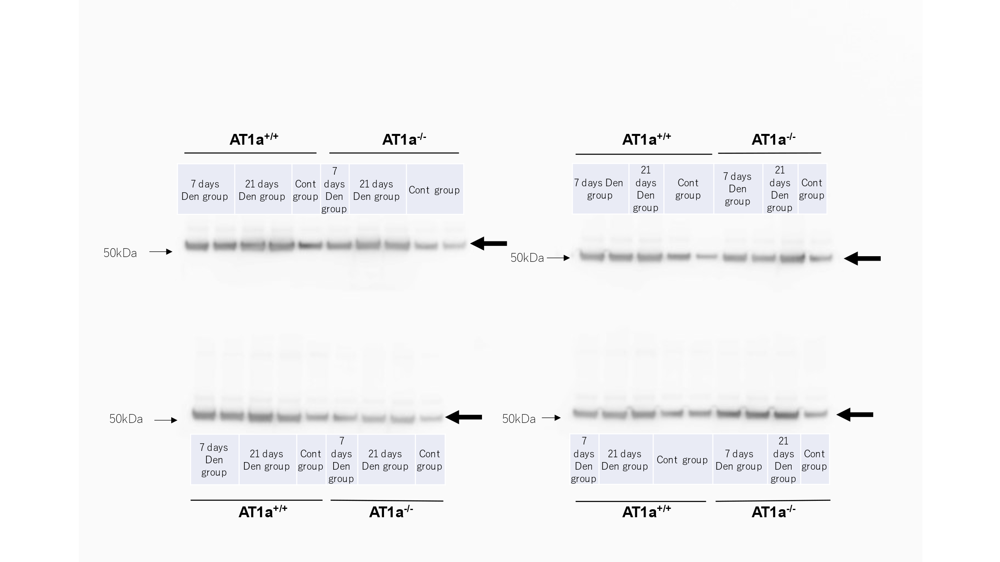 AT1a+/+
AT1a-/-
7 days
Den group
21 days
Den group
Cont
group
7
days
Den
group
21 days
Den group
Cont group
50kDa
AT1a+/+
AT1a-/-
7 days Den
group
21
days
Den
group
Cont
group
7 days
Den
group
21
days
Den
group
Cont
group
50kDa
50kDa
7 days
Den
group
21 days
Den group
Cont
group
7
days
Den
group
21 days
Den group
Cont
group
AT1a+/+
AT1a-/-
50kDa
7
days
Den
group
21 days
Den group
Cont group
7 days
Den group
21
days
Den
group
Cont
group
AT1a+/+
AT1a-/-